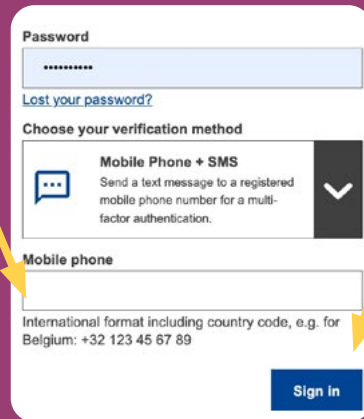 Password
••••••••••
Lost your password?
Choose your verification method
Mobile Phone + SMS
Send a text message to a registered
mobile phone number for a multi-
factor authentication.
Mobile phone
International format including country code, e.g. for
Belgium: +32 123 45 67 89
Sign in